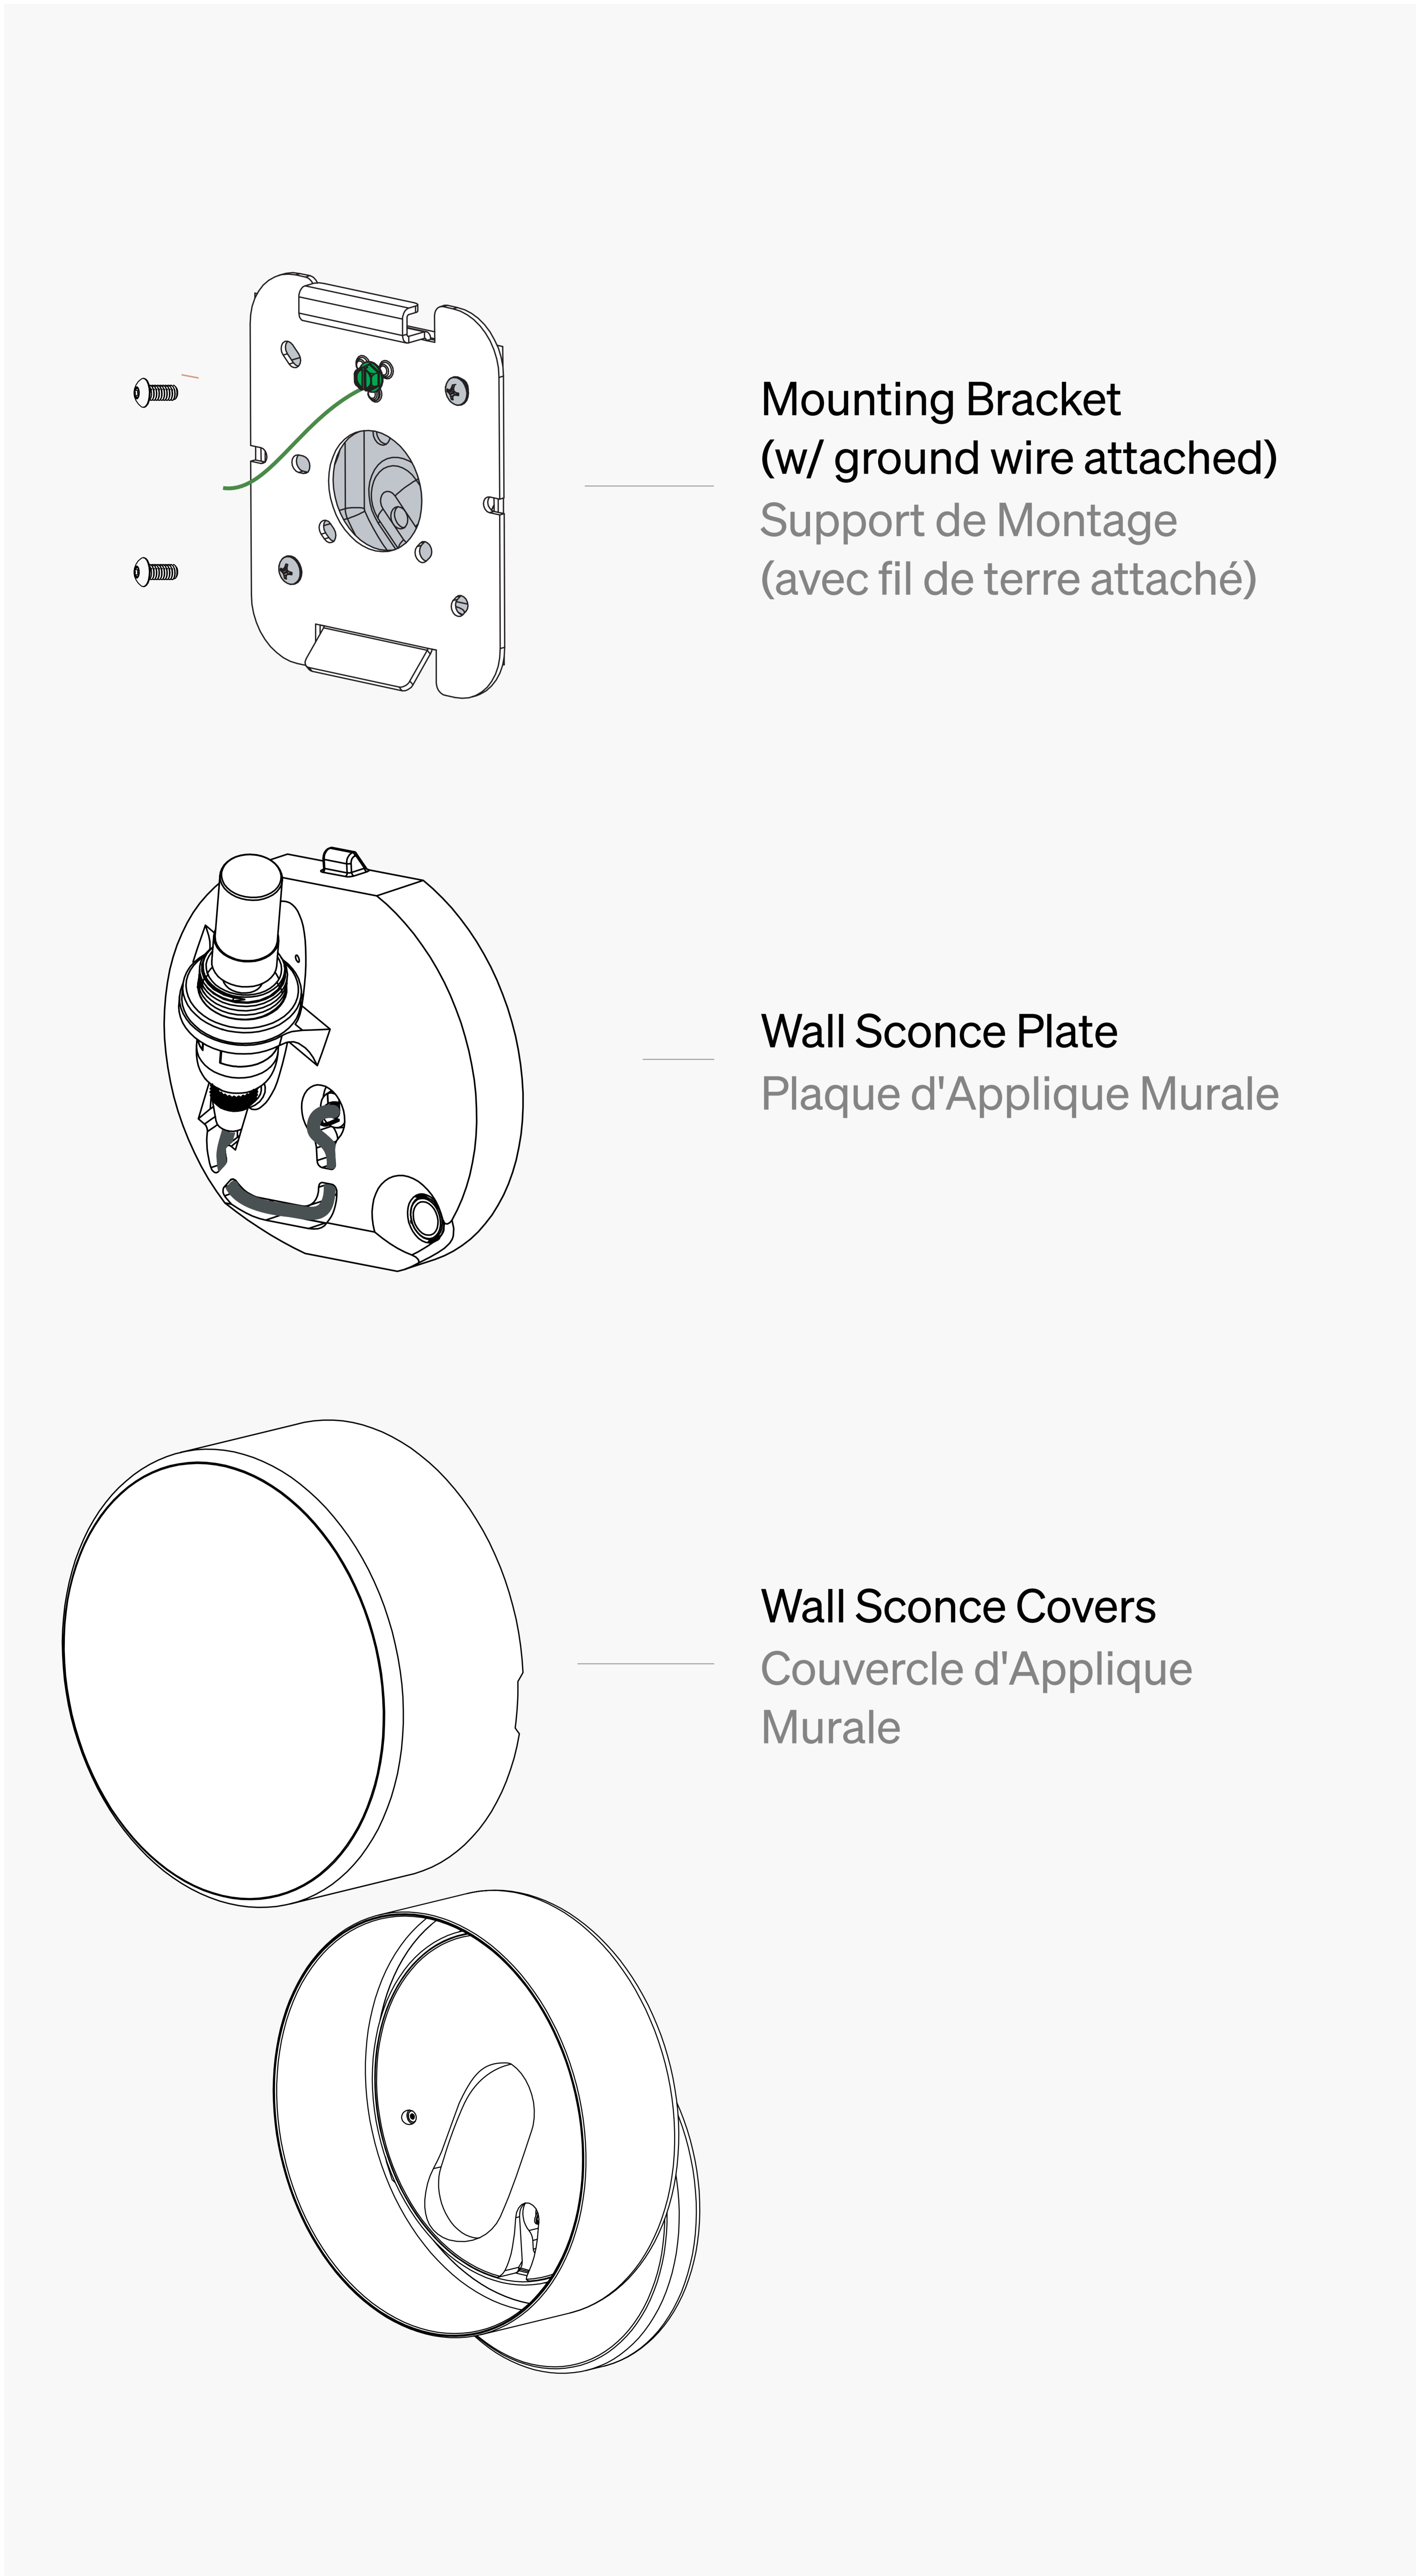 Mounting Bracket
(w/ ground wire attached)
Support de Montage
(avec fil de terre attaché)
Wall Sconce Plate
Plaque d'Applique Murale
Wall Sconce Covers
Couvercle d'Applique
Murale